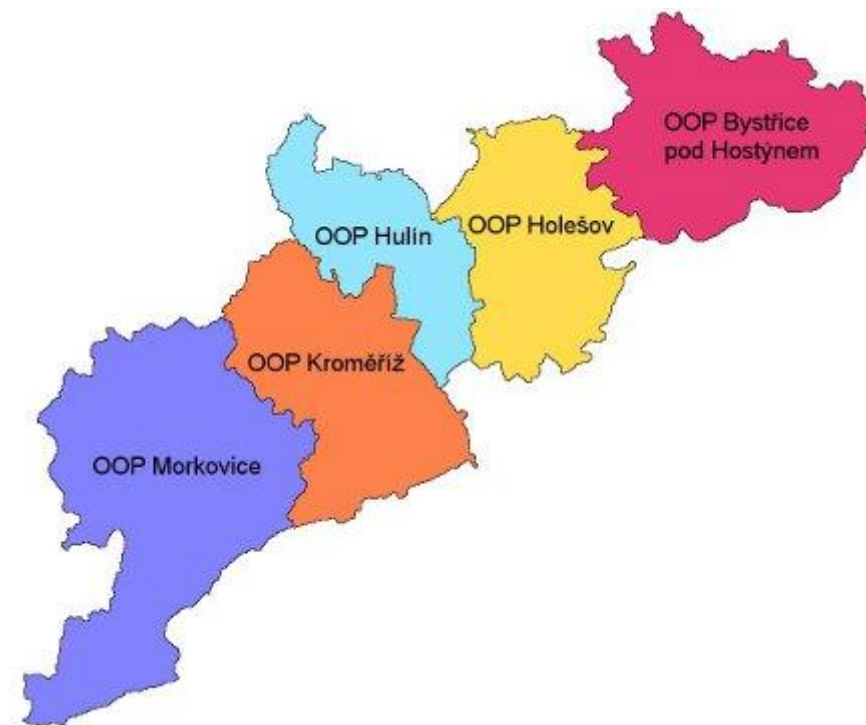 OOP Bystřice
pod Hostýnem
OOP Holešov
OOP Hulín
OOP Kroměříž
OOP Morkovice